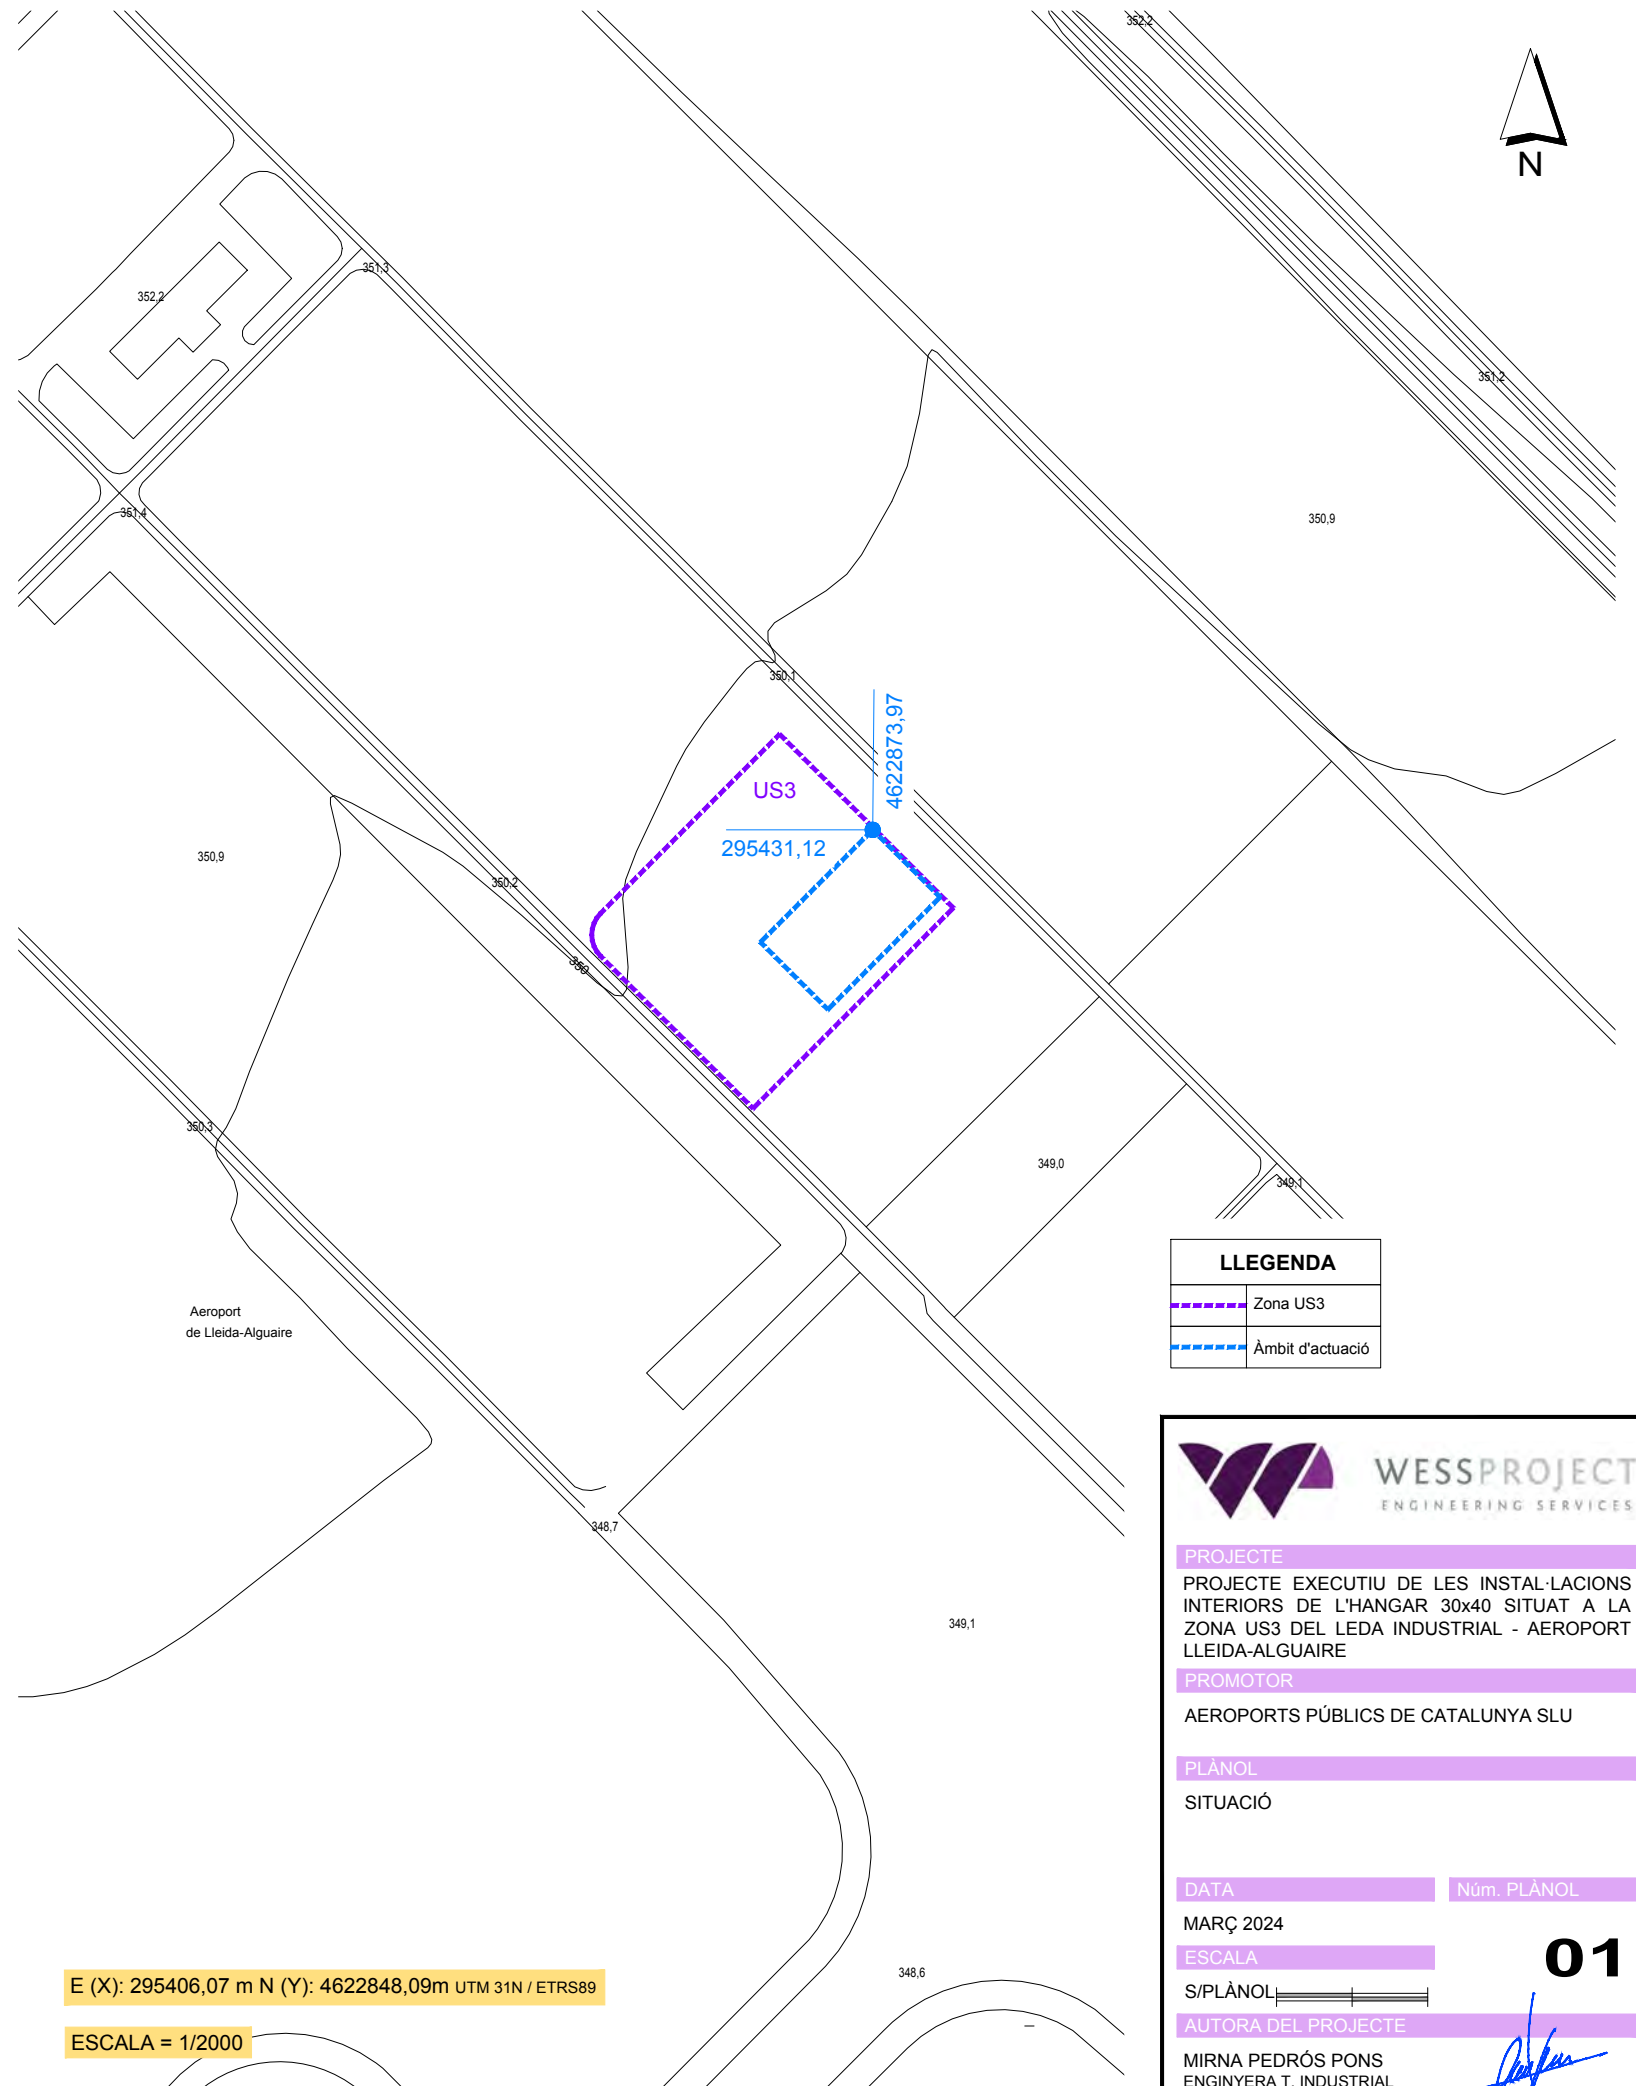 352,2
N
351,3
352,2
351,2
351,4
350,9
350,1
4622873,97
US3
295431,12
350,9
350,2
350
350,3
349,0
349,1
LLEGENDA
Zona US3
Àmbit d'actuació
Aeroport
de Lleida-Alguaire
WESSPROJECT
ENGINEERING SERVICES
348,7
PROJECTE
PROJECTE EXECUTIU DE LES INSTAL·LACIONS
INTERIORS DE L'HANGAR 30x40 SITUAT A LA
ZONA US3 DEL LEDA INDUSTRIAL - AEROPORT
LLEIDA-ALGUAIRE
349,1
PROMOTOR
AEROPORTS PÚBLICS DE CATALUNYA SLU
PLÀNOL
SITUACIÓ
DATA
Núm. PLÀNOL
MARÇ 2024
01
ESCALA
S/PLÀNOL
348,6
E (X): 295406,07 m N (Y): 4622848,09m UTM 31N / ETRS89
ESCALA = 1/2000
AUTORA DEL PROJECTE
MIRNA PEDRÓS PONS
ENGINYERA T. INDUSTRIAL